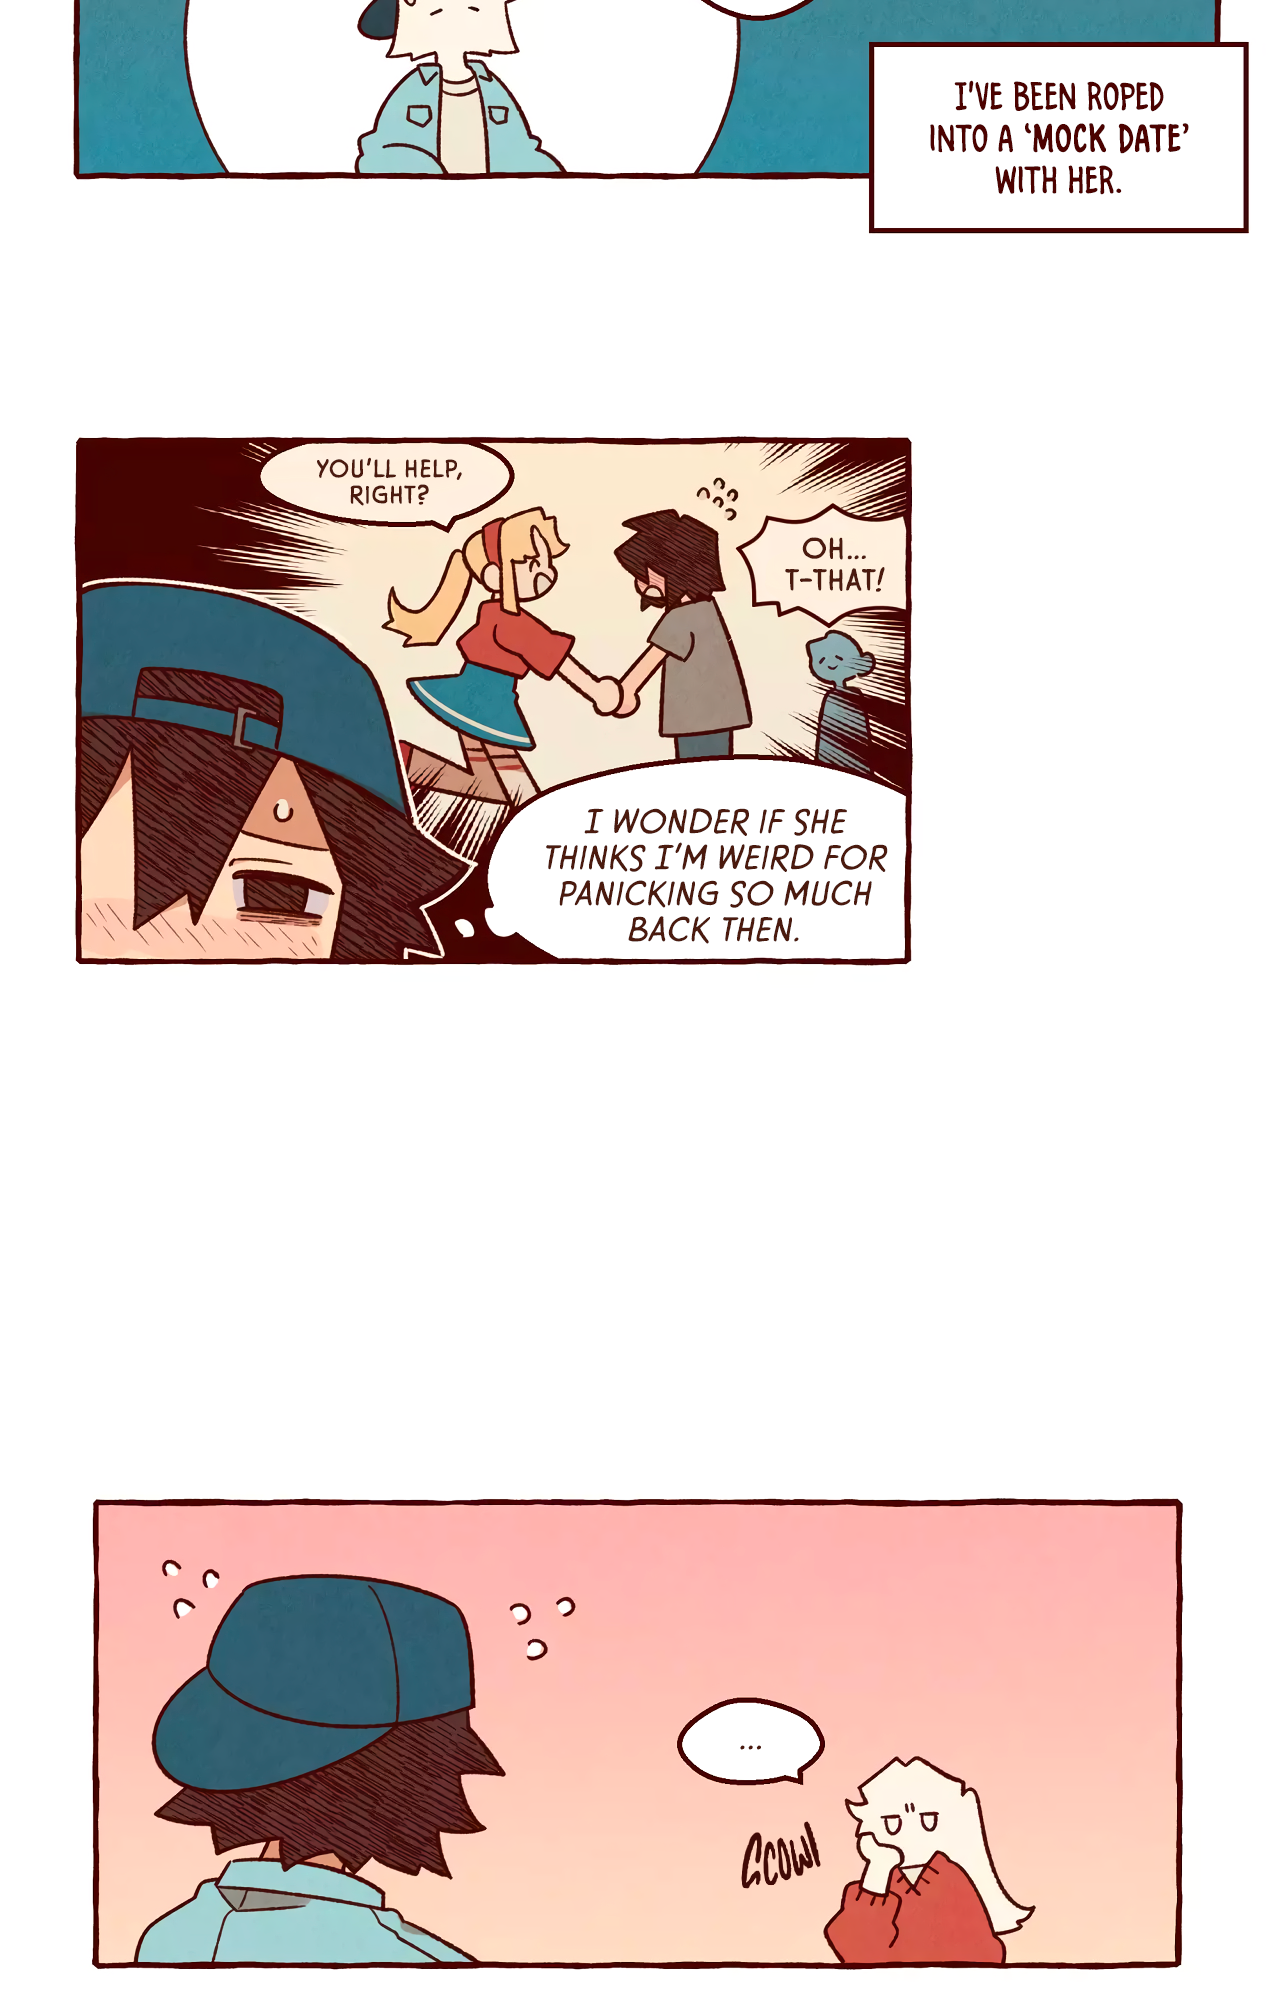 I'VE BEEN ROPED
INTO A 'MOCK DATE'
WITH HER.
YOU'LL HELP,
RIGHT?
OH...
T-THAT!
I WONDER IF SHE
THINKS I'M WEIRD FOR
PANICKING SO MUCH
BACK THEN.
...
SCOWL